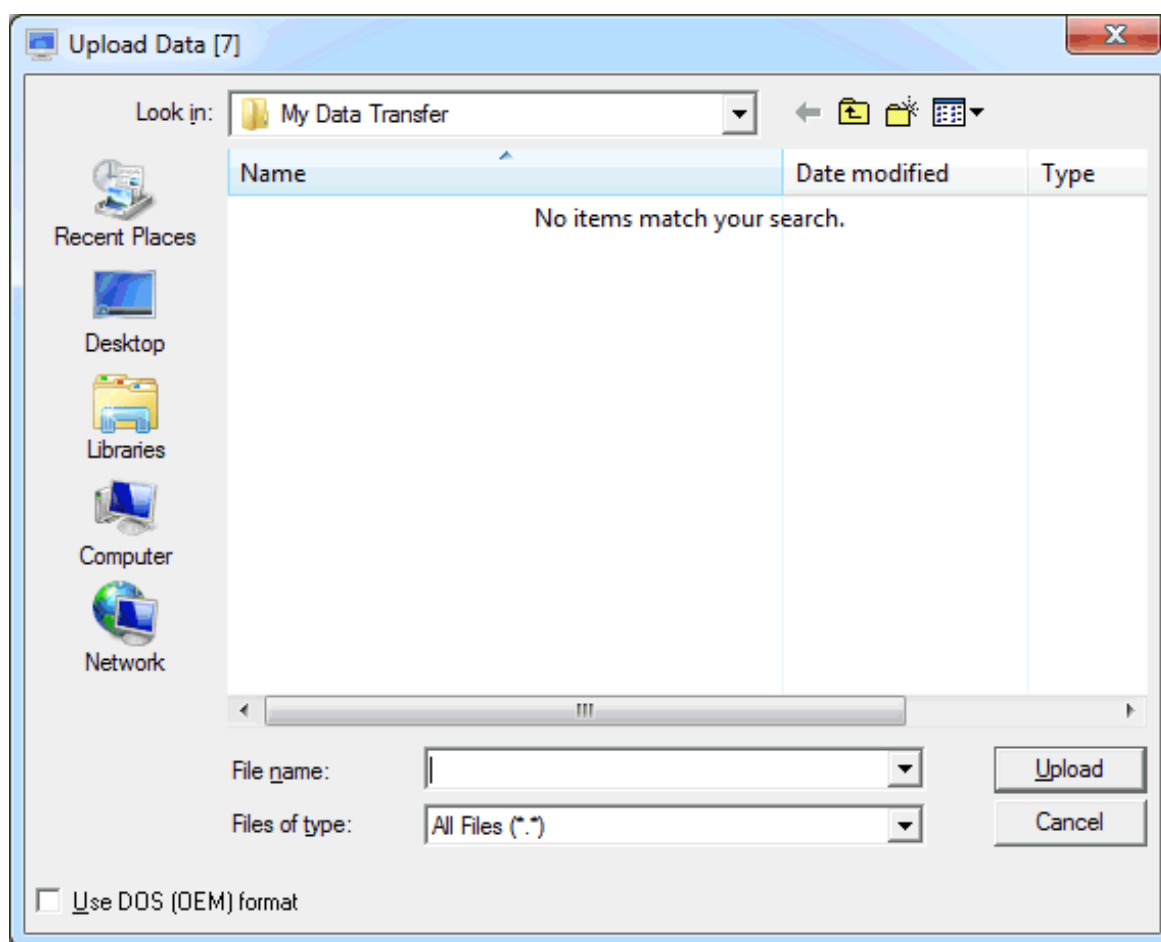 Upload Data [7]
Look in: My Data Transfer
Name Date modified Type
No items match your search.
Recent Places
Desktop
Libraries
Computer
Network
File name: Upload
Files of type: All Files (*.*) Cancel
Use DOS (OEM) format